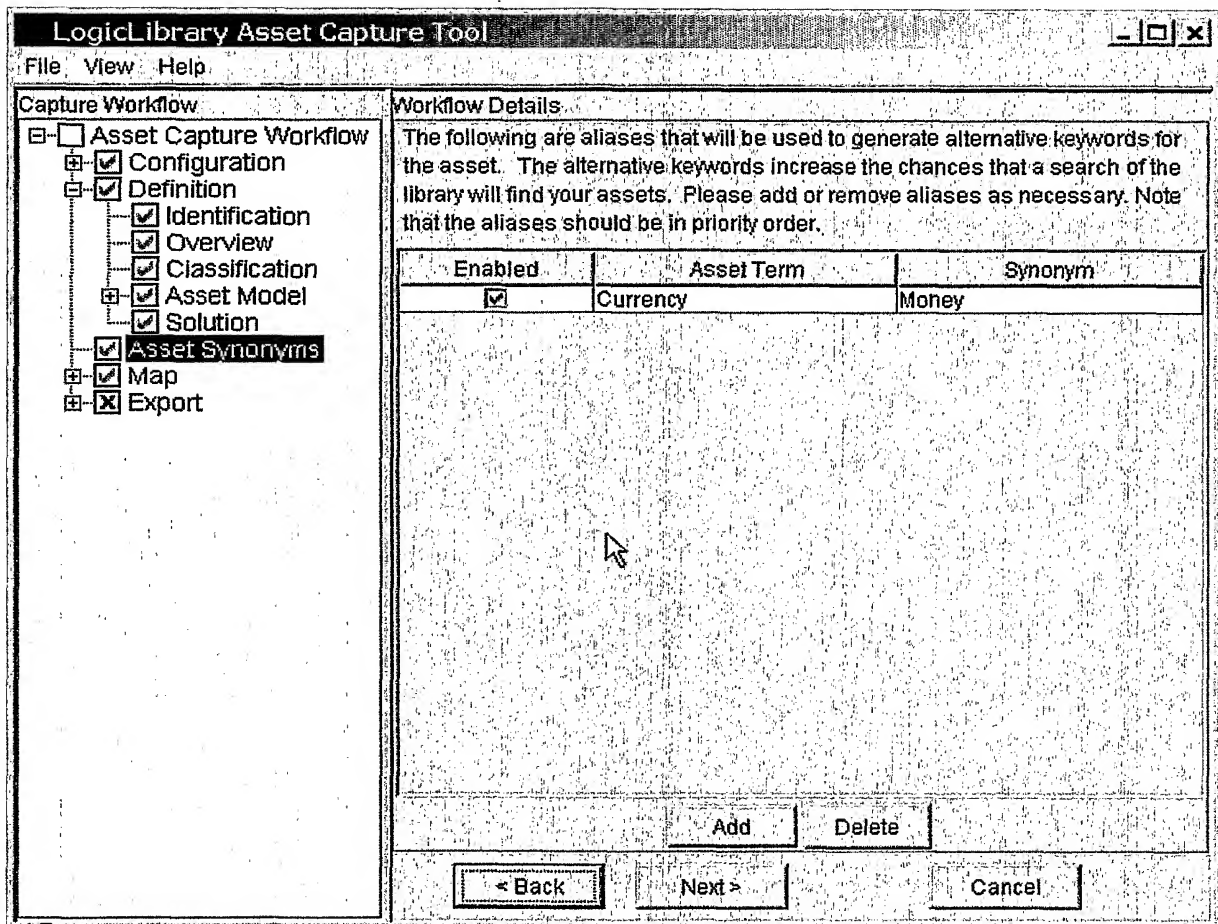 LogicLibrary Asset Capture Tool
File View Help
Capture Workflow
Asset Capture Workflow
Configuration
Definition
Identification
Overview
Classification
Asset Model
Solution
Asset Synonyms
Map
Export
Workflow Details
The following are aliases that will be used to generate alternative keywords for
the asset. The alternative keywords increase the chances that a search of the
library will find your assets. Please add or remove aliases as necessary. Note
that the aliases should be in priority order.
Enabled Asset Term Synonym
Currency Money
Add Delete
< Back Next > Cancel